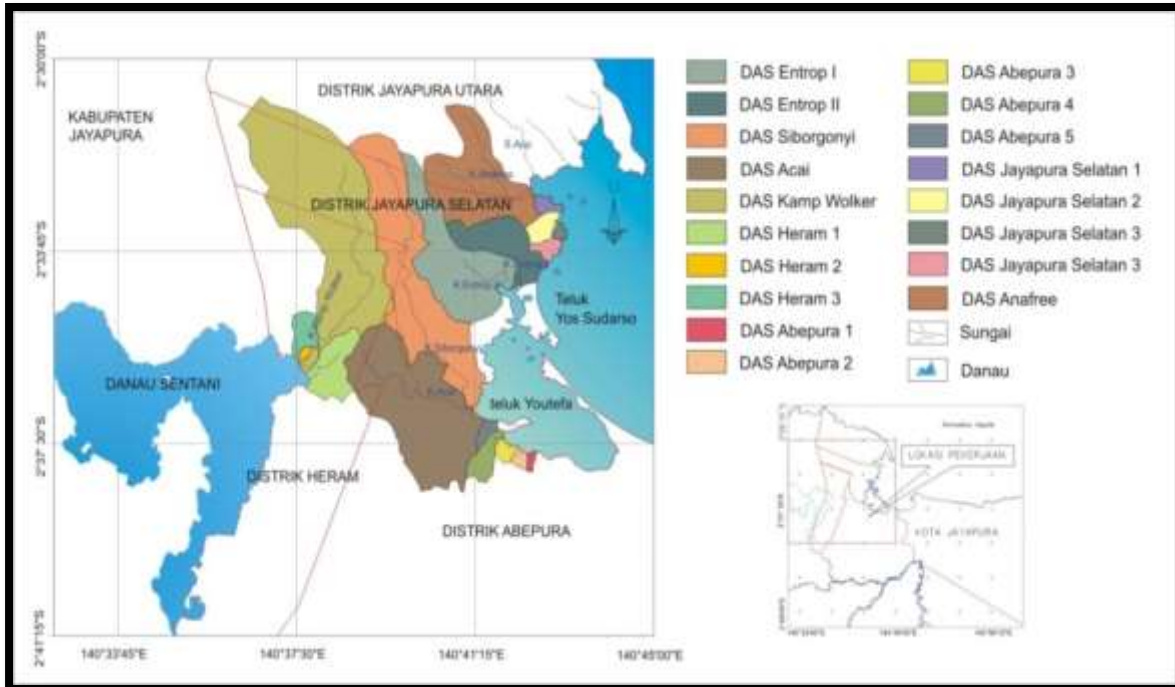 2°30'00"S
2°33'45"S
2°37'30"S
2°41'15"S
140°33'45"E
140°37'30"E
140°41'15"E
140°45'00"E
KABUPATEN
JAYAPURA
DISTRIK JAYAPURA UTARA
DISTRIK JAYAPURA SELATAN
Teluk
Yos Sudarso
DANAU SENTANI
teluk Youtefa
DISTRIK HERAM
DISTRIK ABEPURA
DAS Entrop I
DAS Entrop II
DAS Siborgonyi
DAS Acai
DAS Kamp Wolker
DAS Heram 1
DAS Heram 2
DAS Heram 3
DAS Abepura 1
DAS Abepura 2
DAS Abepura 3
DAS Abepura 4
DAS Abepura 5
DAS Jayapura Selatan 1
DAS Jayapura Selatan 2
DAS Jayapura Selatan 3
DAS Jayapura Selatan 3
DAS Anafree
Sungai
Danau
LOKASI PEKERJAAN
KOTA JAYAPURA